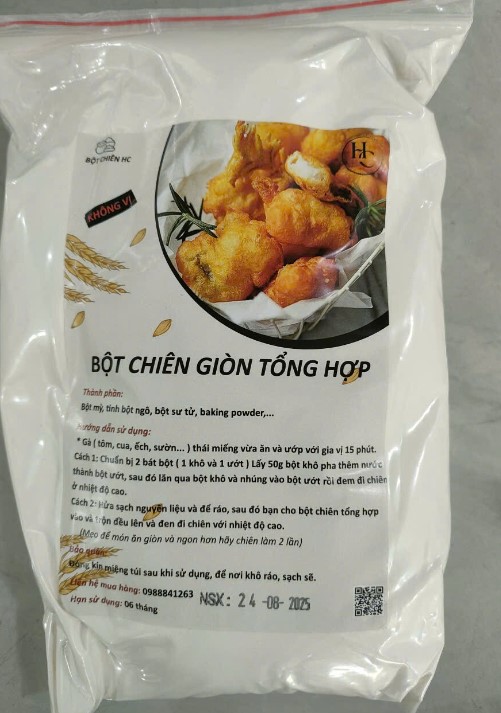 BỘT CHIÊN HC
HC
KHÔNG VỊ
BỘT CHIÊN GIÒN TỔNG HỢP
Thành phần:
Bột mỳ, tinh bột ngô, bột sư tử, baking powder,...
hướng dẫn sử dụng:
* Gà ( tôm, cua, ếch, sườn... ) thái miếng vừa ăn và ướp với gia vị 15 phút.
Cách 1: Chuẩn bị 2 bát bột ( 1 khô và 1 ướt ) Lấy 50g bột khô pha thêm nước
thành bột ướt, sau đó lăn qua bột khô và nhúng vào bột ướt rồi đem đi chiên
ở nhiệt độ cao.
Cách 2: Rửa sạch nguyên liệu và để ráo, sau đó bạn cho bột chiên tổng hợp
vào và trộn đều lên và đen đi chiên với nhiệt độ cao.
(Mẹo để món ăn giòn và ngon hơn hãy chiên làm 2 lần)
Bảo quản:
Đóng kín miệng túi sau khi sử dụng, để nơi khô ráo, sạch sẽ.
Liên hệ mua hàng: 0988841263
NSX: 24-08-2025
Hạn sử dụng: 06 tháng